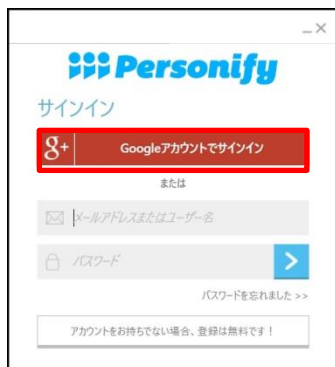 Personify
サインイン
g+ Googleアカウントでサインイン
または
メールアドレスまたはユーザー名
パスワード
パスワードを忘れました >>
アカウントをお持ちでない場合、登録は無料です！